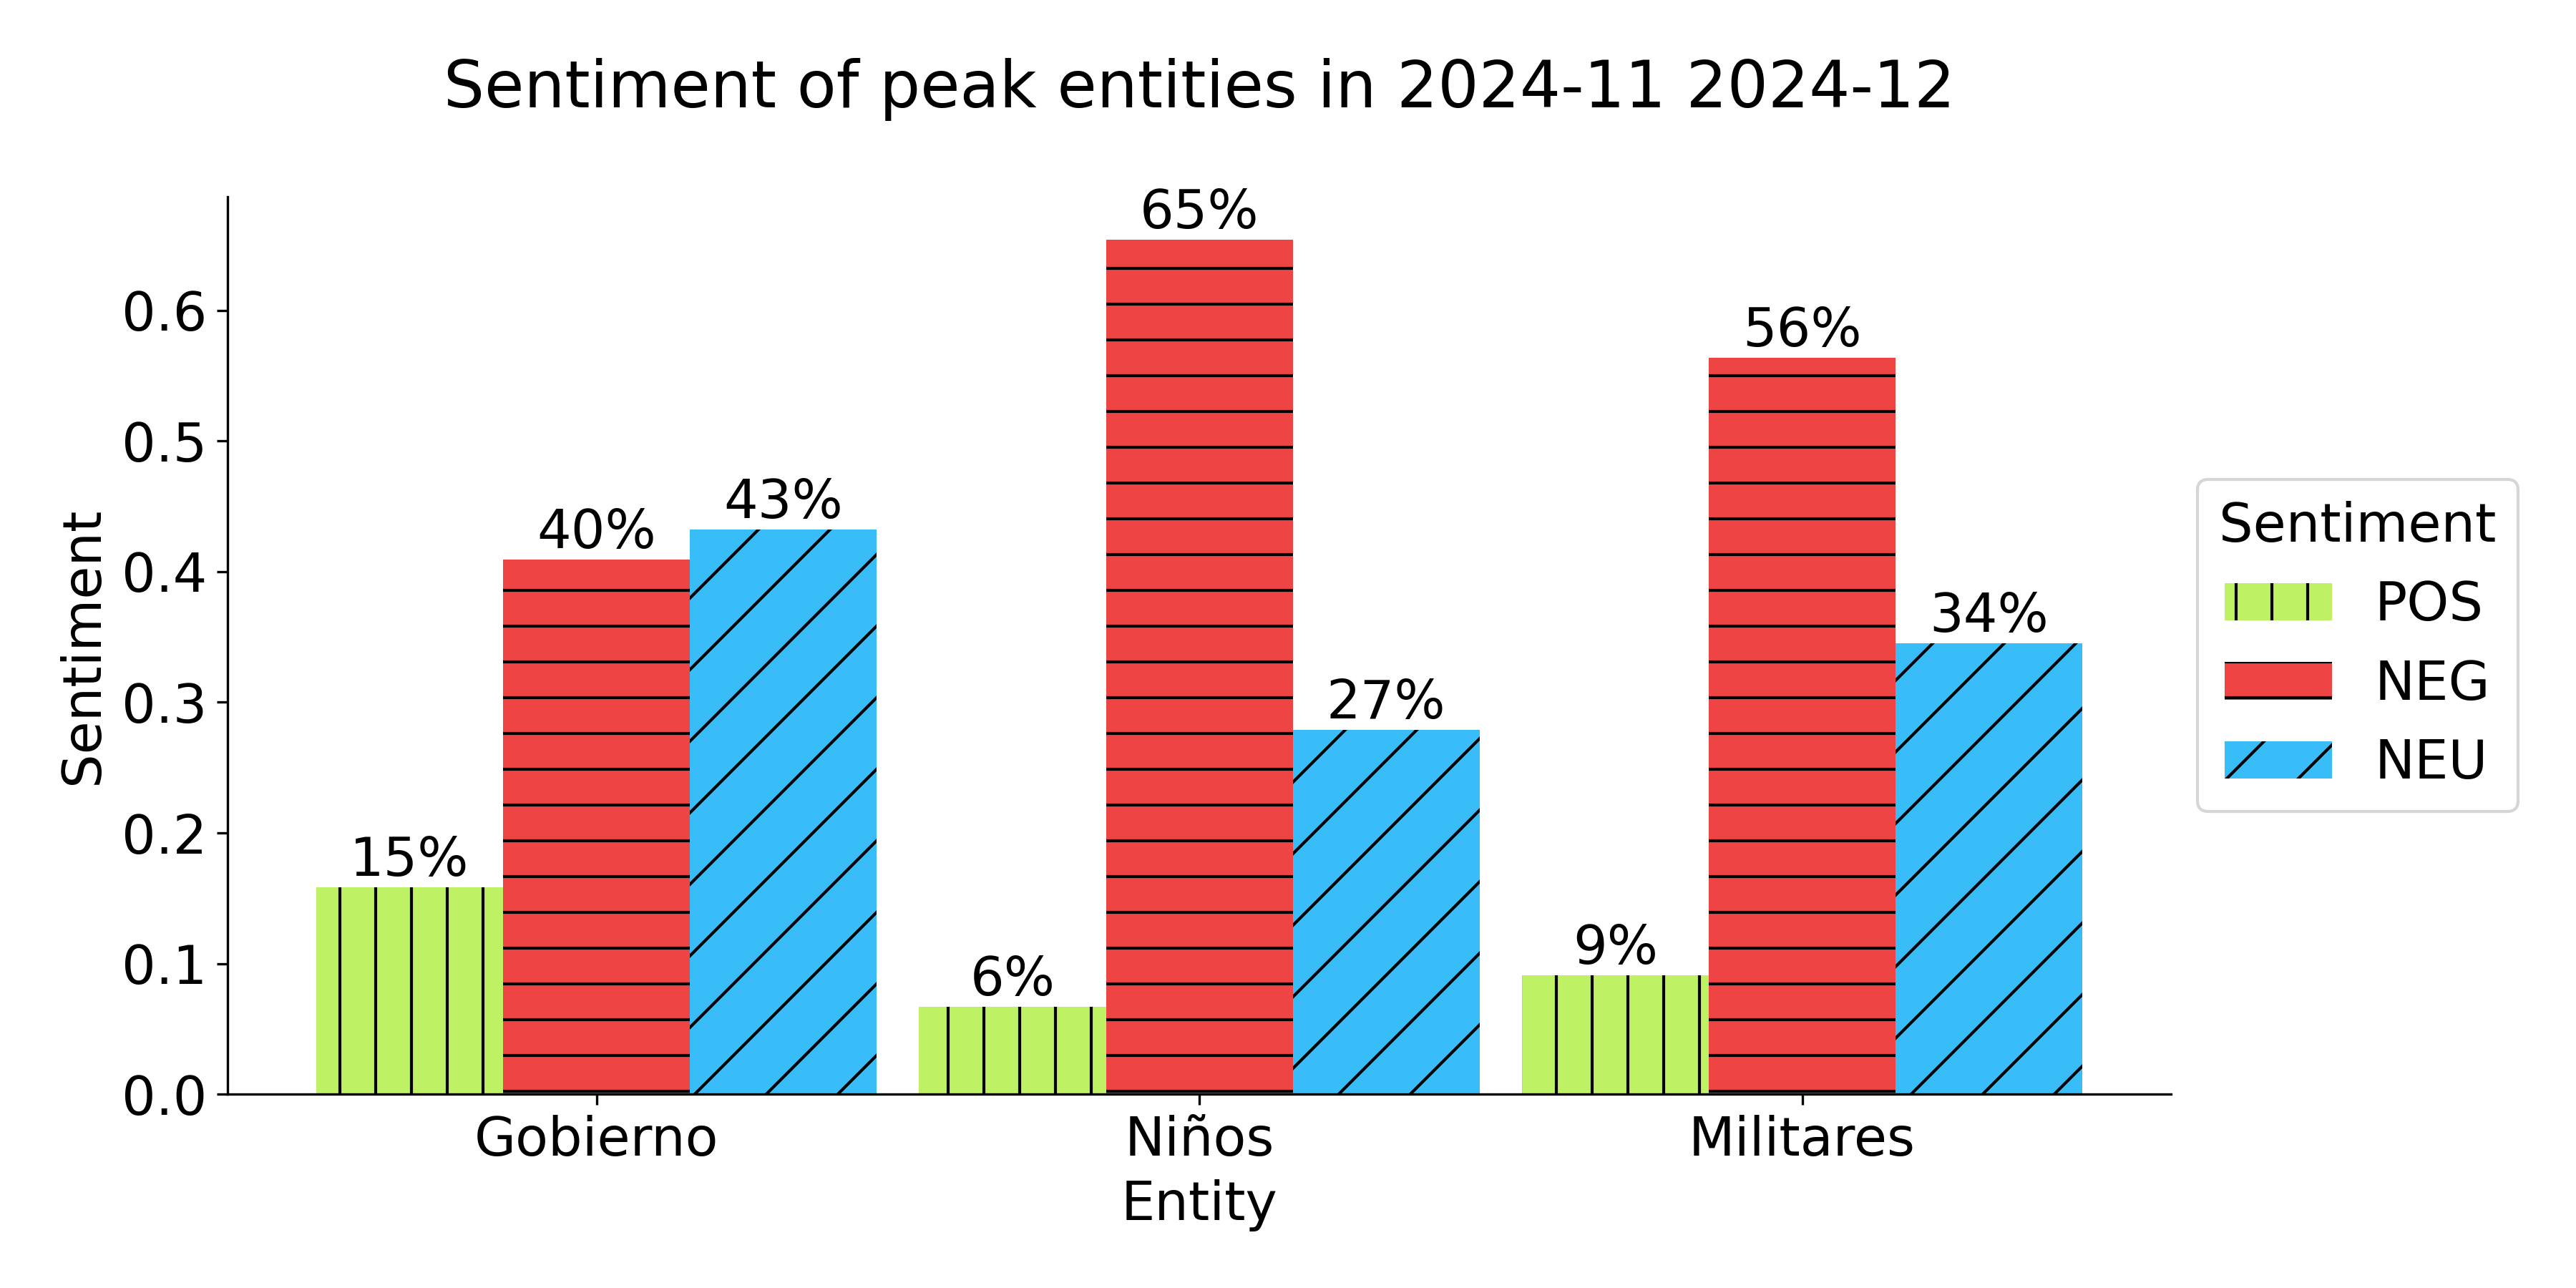 Sentiment of peak entities in 2024-11 2024-12
Sentiment
0.6
0.5
0.4
0.3
0.2
0.1
0.0
15%
40%
43%
6%
65%
27%
9%
56%
34%
Gobierno
Niños
Militares
Entity
Sentiment
POS
NEG
NEU